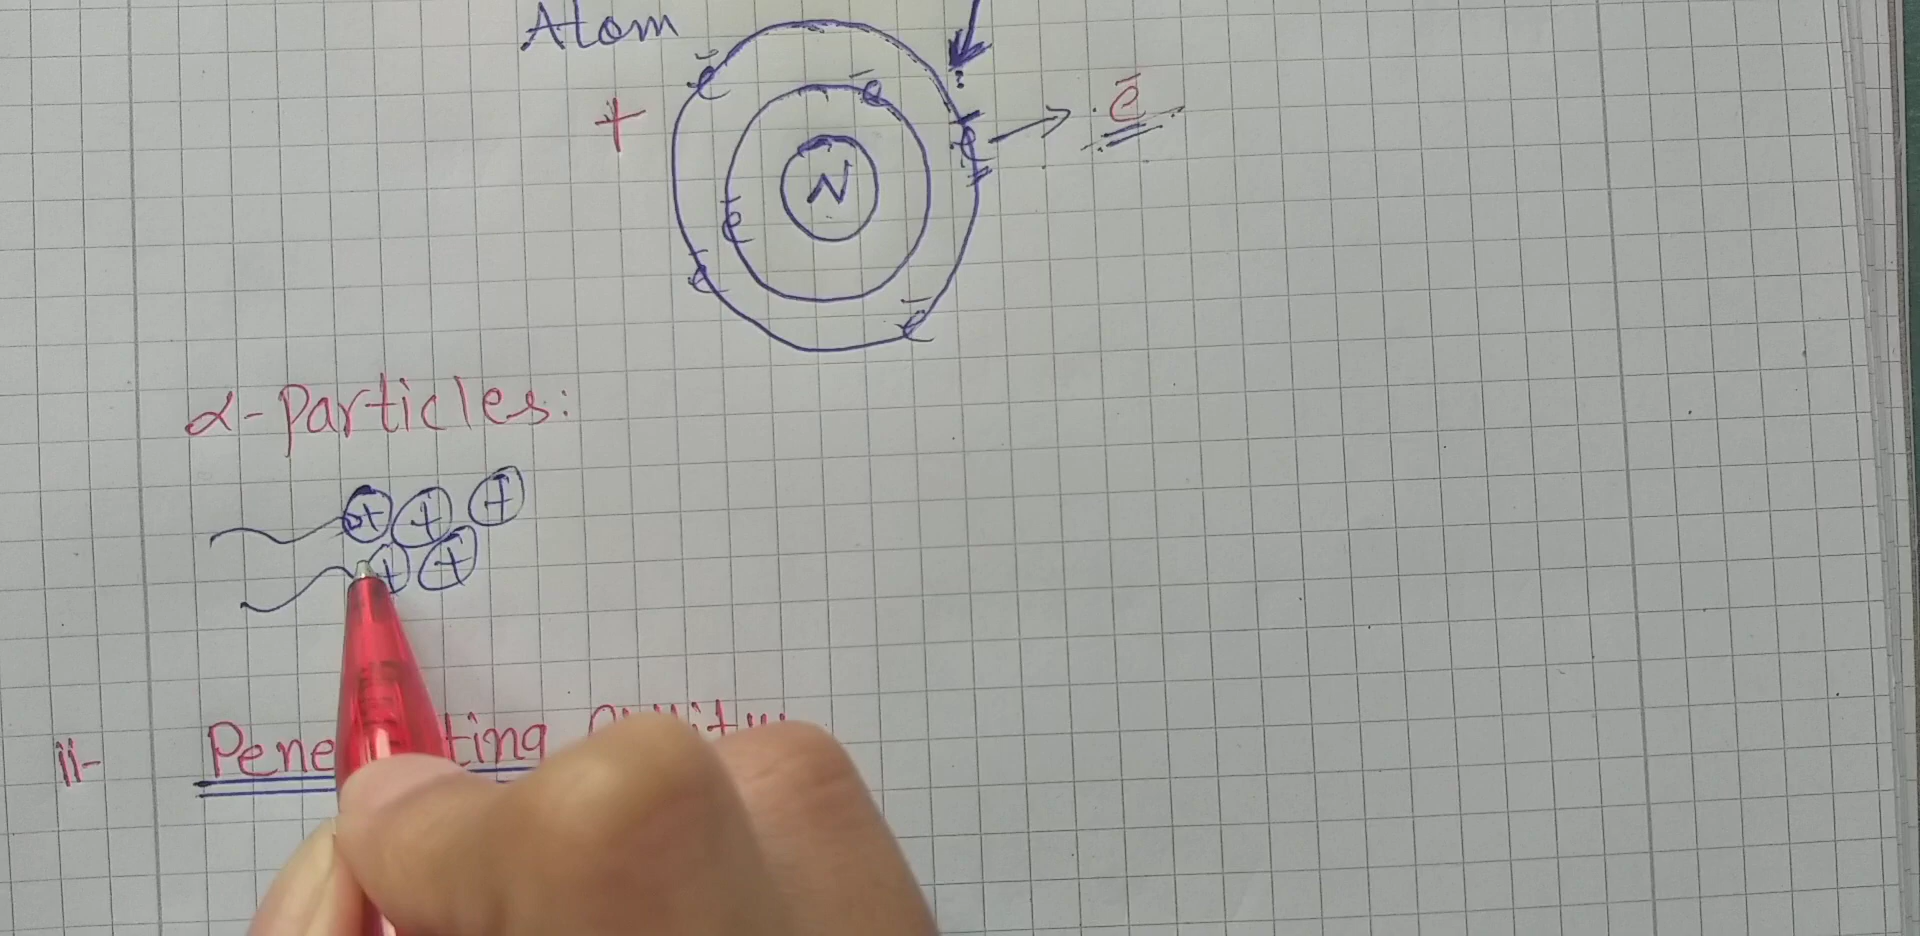 Atom
ē
ē
+
ē
ē
N
ē
ē
ē
α-Particles:
+ + +
+ +
ii-